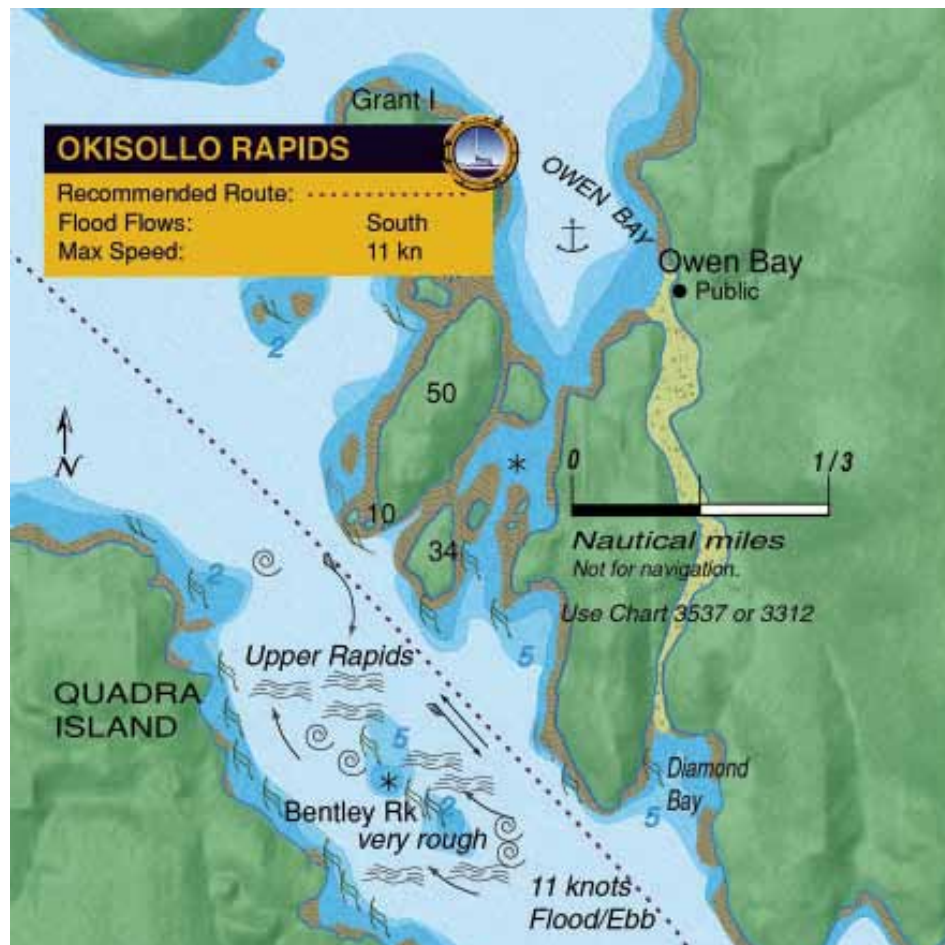 Grant I
OKISOLLO RAPIDS
Recommended Route:
Flood Flows: South
Max Speed: 11 kn
OWEN BAY
Owen Bay
Public
2
50
N
0 1/3
10
34
Nautical miles
Not for navigation.
Use Chart 3537 or 3312
2
Upper Rapids
5
QUADRA
ISLAND
5
Diamond
Bay
Bentley Rk
2
5
very rough
11 knots
Flood/Ebb